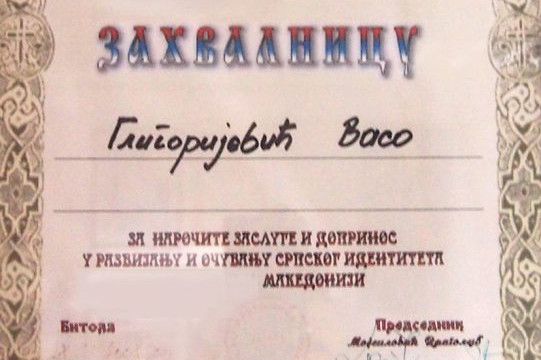 ЗАХВАЛНИЦУ
Глигоријевић Васо
ЗА НАРОЧИТЕ ЗАСЛУГЕ И ДОПРИНОС
У РАЗВИЈАЊУ И ОЧУВАЊУ СРПСКОГ ИДЕНТИТЕТА
МАКЕДОНИЈИ
Битола
Председник